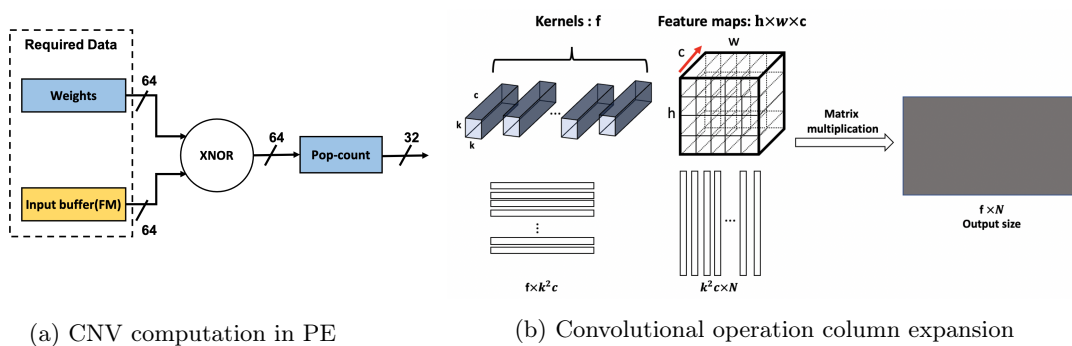 Required Data
Weights
64
Input buffer(FM)
64
XNOR
64
Pop-count
32
(a) CNV computation in PE
Kernels : f
c
k
k
...
⋮
f×k²c
Feature maps: h×w×c
C
W
h
...
k²c×N
Matrix
multiplication
f×N
Output size
(b) Convolutional operation column expansion